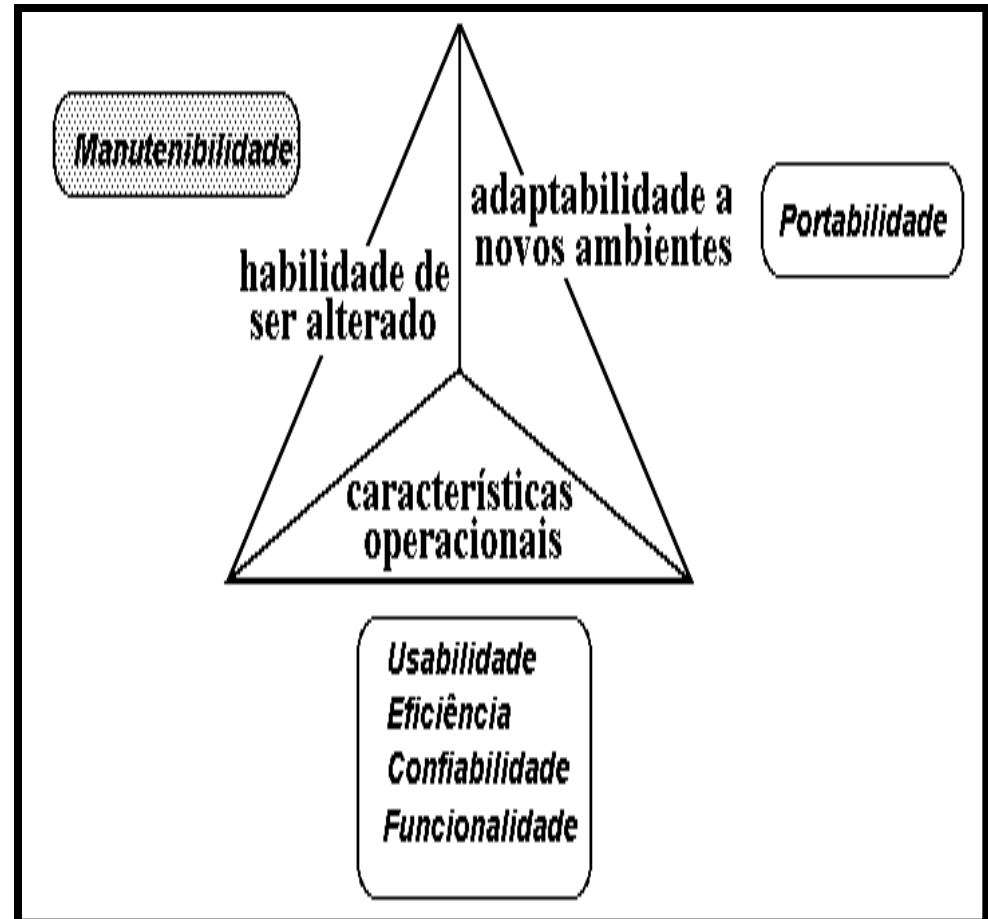 Manutenibilidade
adaptabilidade a
novos ambientes
Portabilidade
habilidade de
ser alterado
características
operacionais
Usabilidade
Eficiência
Confiabilidade
Funcionalidade